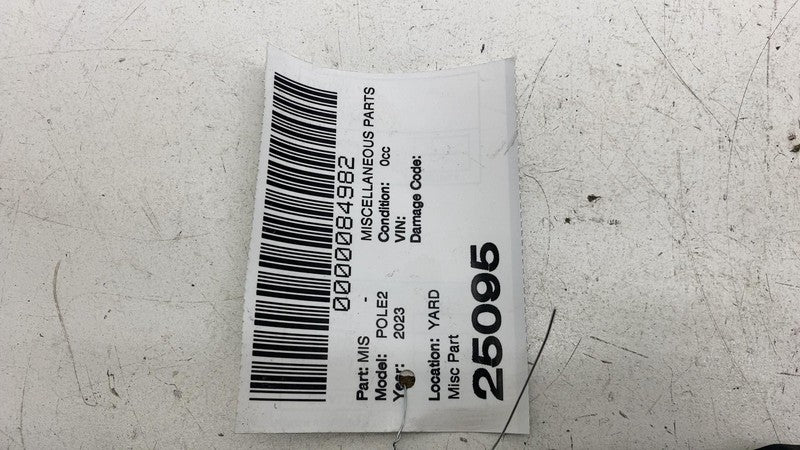 0000084982
Part: MIS - MISCELLANEOUS PARTS
Model: POLE2 Condition: 0cc
Year: 2023 VIN:
Damage Code:
Location: YARD
Misc Part
25095